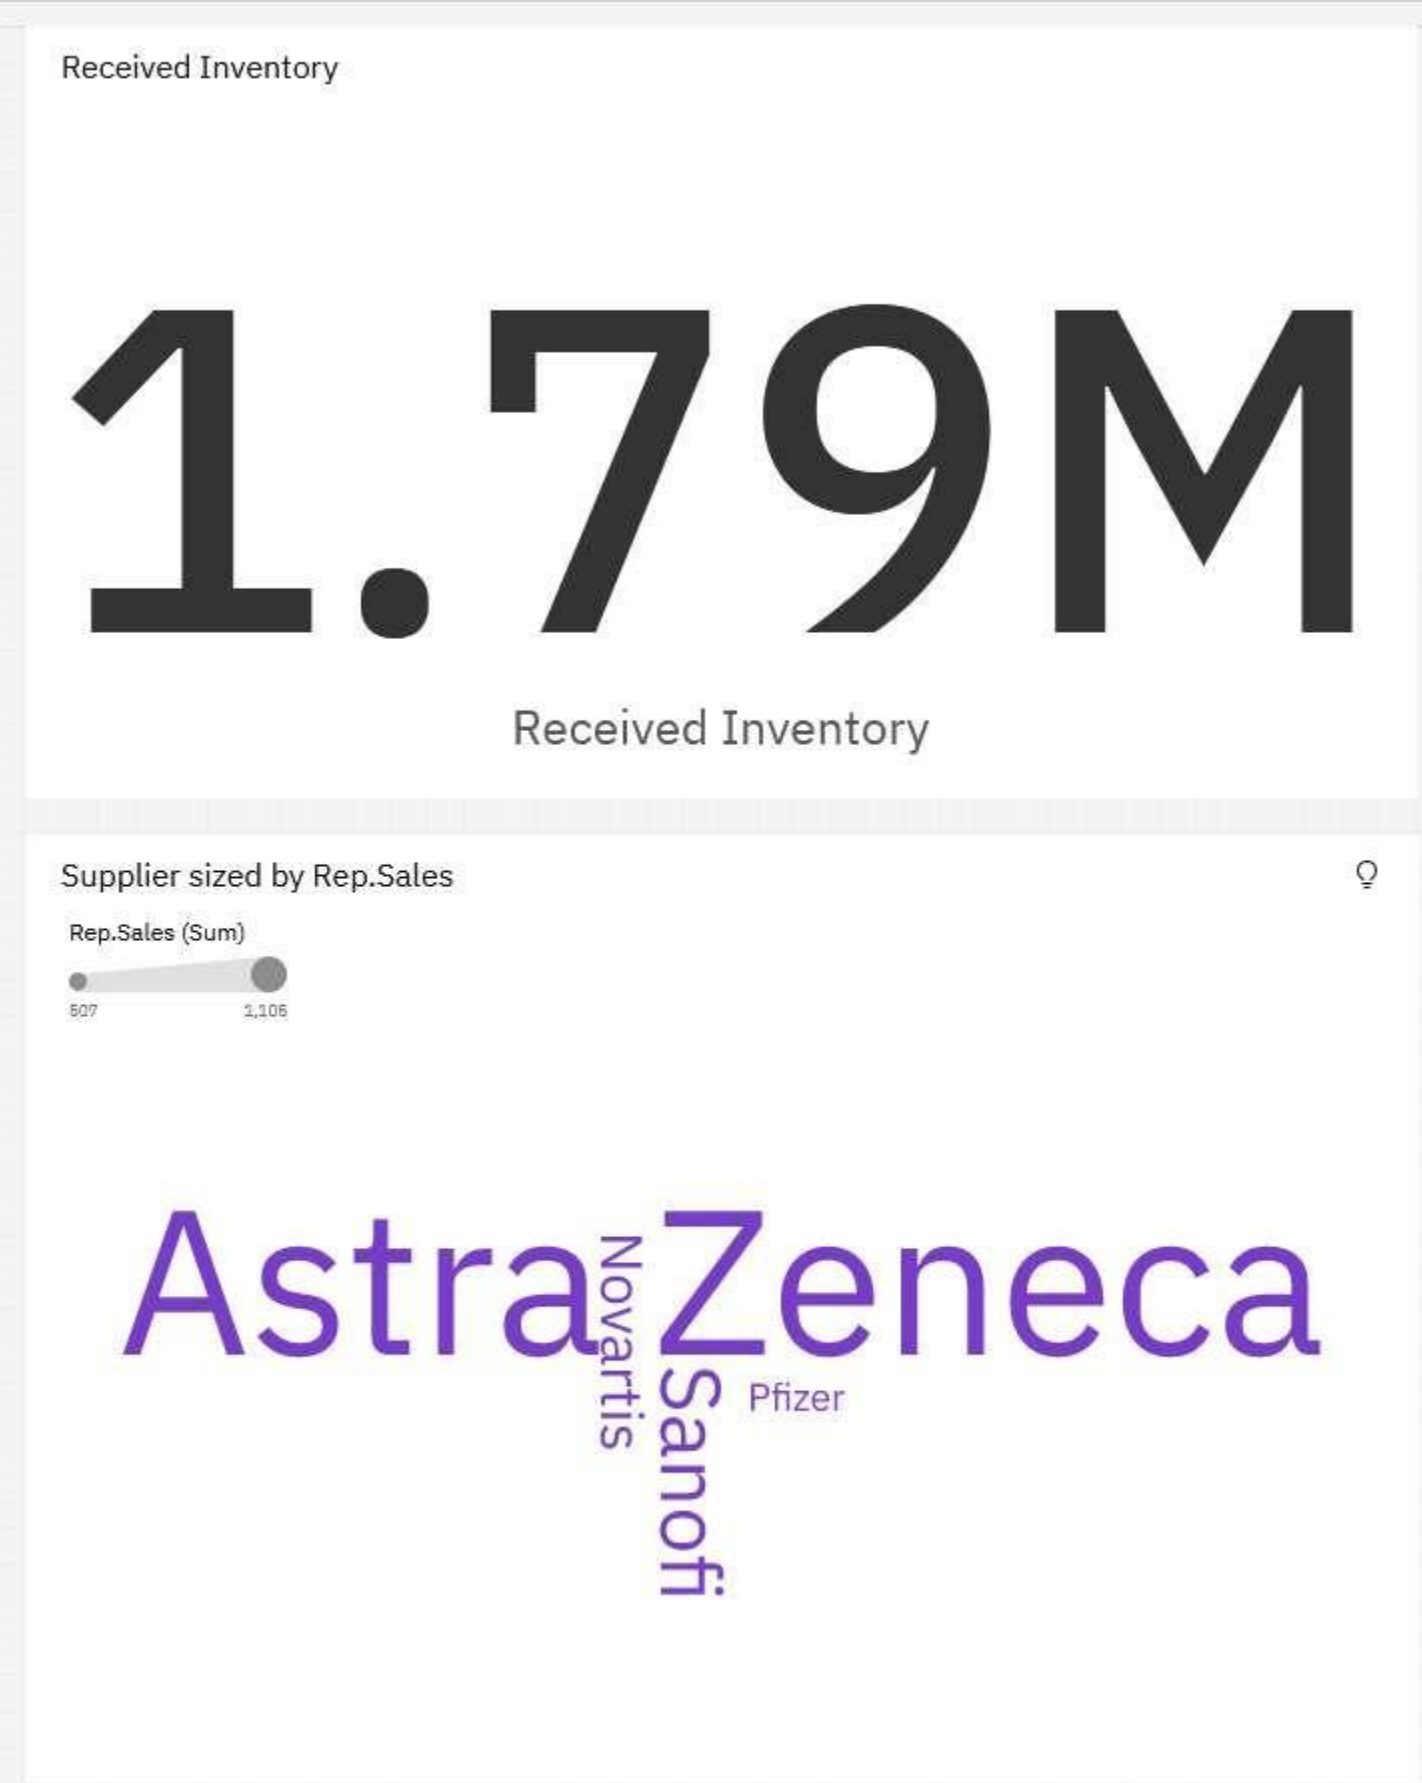 Received Inventory
1.79M
Received Inventory
Supplier sized by Rep.Sales
Rep.Sales (Sum)
507
1,105
AstraZeneca
Novartis
Sanofi
Pfizer